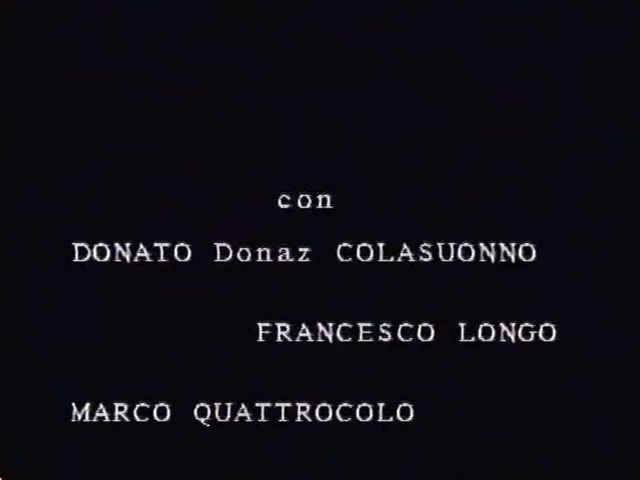 con
DONATO Donaz COLASUONNO
FRANCESCO LONGO
MARCO QUATTROCOLO